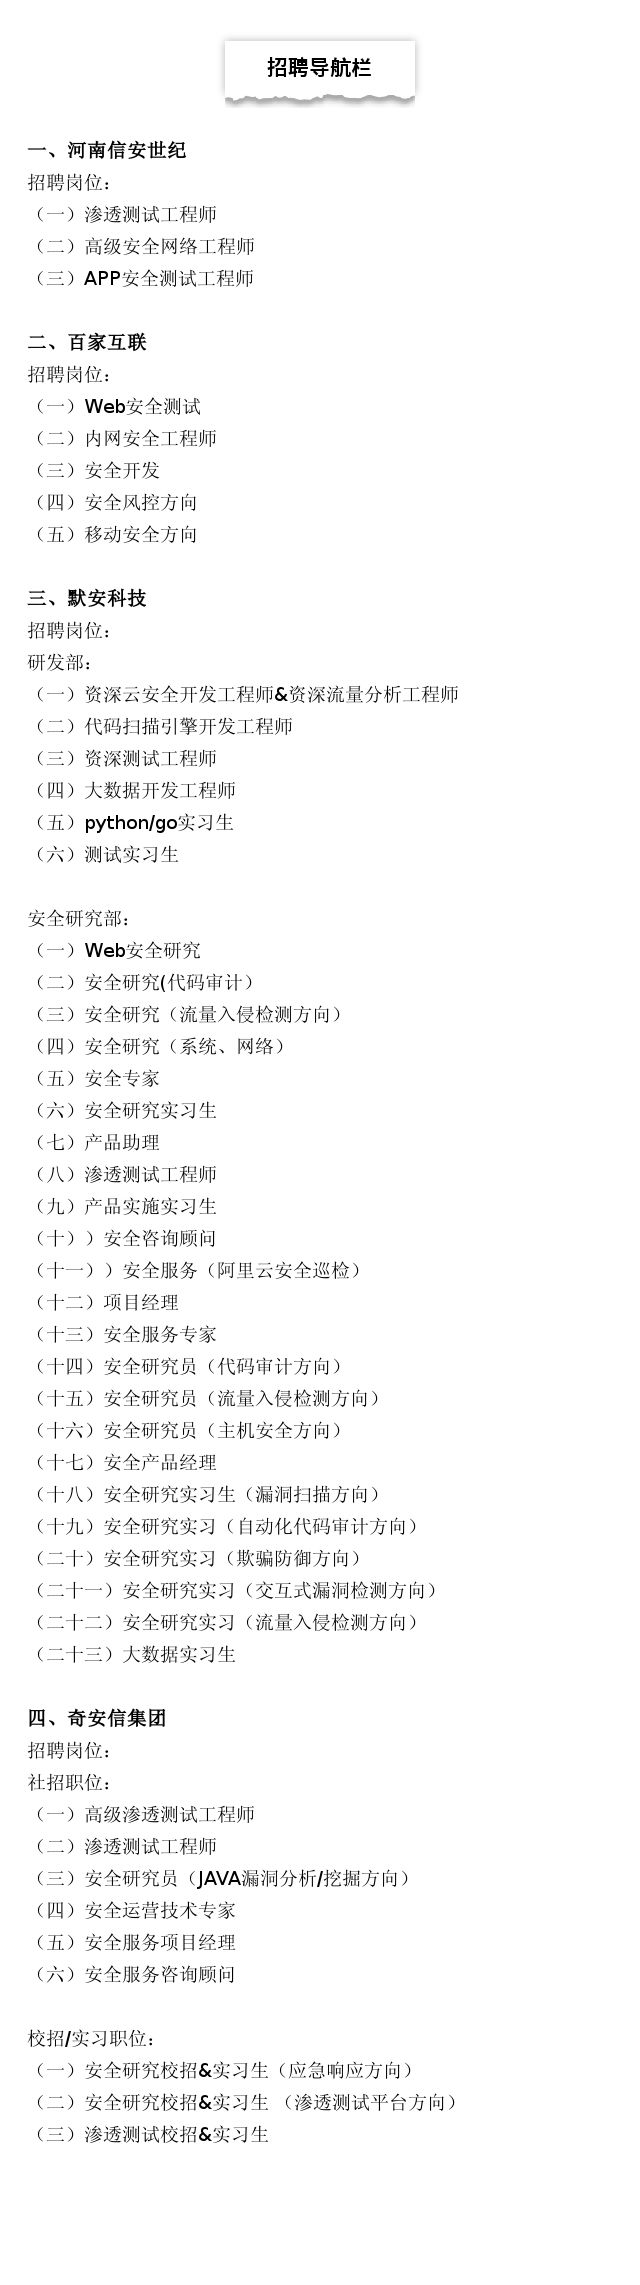 招聘导航栏
一、河南信安世纪
招聘岗位：
（一）渗透测试工程师
（二）高级安全网络工程师
（三）APP安全测试工程师
二、百家互联
招聘岗位：
（一）Web安全测试
（二）内网安全工程师
（三）安全开发
（四）安全风控方向
（五）移动安全方向
三、默安科技
招聘岗位：
研发部：
（一）资深云安全开发工程师&资深流量分析工程师
（二）代码扫描引擎开发工程师
（三）资深测试工程师
（四）大数据开发工程师
（五）python/go实习生
（六）测试实习生
安全研究部：
（一）Web安全研究
（二）安全研究(代码审计）
（三）安全研究（流量入侵检测方向）
（四）安全研究（系统、网络）
（五）安全专家
（六）安全研究实习生
（七）产品助理
（八）渗透测试工程师
（九）产品实施实习生
（十））安全咨询顾问
（十一））安全服务（阿里云安全巡检）
（十二）项目经理
（十三）安全服务专家
（十四）安全研究员（代码审计方向）
（十五）安全研究员（流量入侵检测方向）
（十六）安全研究员（主机安全方向）
（十七）安全产品经理
（十八）安全研究实习生（漏洞扫描方向）
（十九）安全研究实习（自动化代码审计方向）
（二十）安全研究实习（欺骗防御方向）
（二十一）安全研究实习（交互式漏洞检测方向）
（二十二）安全研究实习（流量入侵检测方向）
（二十三）大数据实习生
四、奇安信集团
招聘岗位：
社招职位：
（一）高级渗透测试工程师
（二）渗透测试工程师
（三）安全研究员（JAVA漏洞分析/挖掘方向）
（四）安全运营技术专家
（五）安全服务项目经理
（六）安全服务咨询顾问
校招/实习职位：
（一）安全研究校招&实习生（应急响应方向）
（二）安全研究校招&实习生 （渗透测试平台方向）
（三）渗透测试校招&实习生